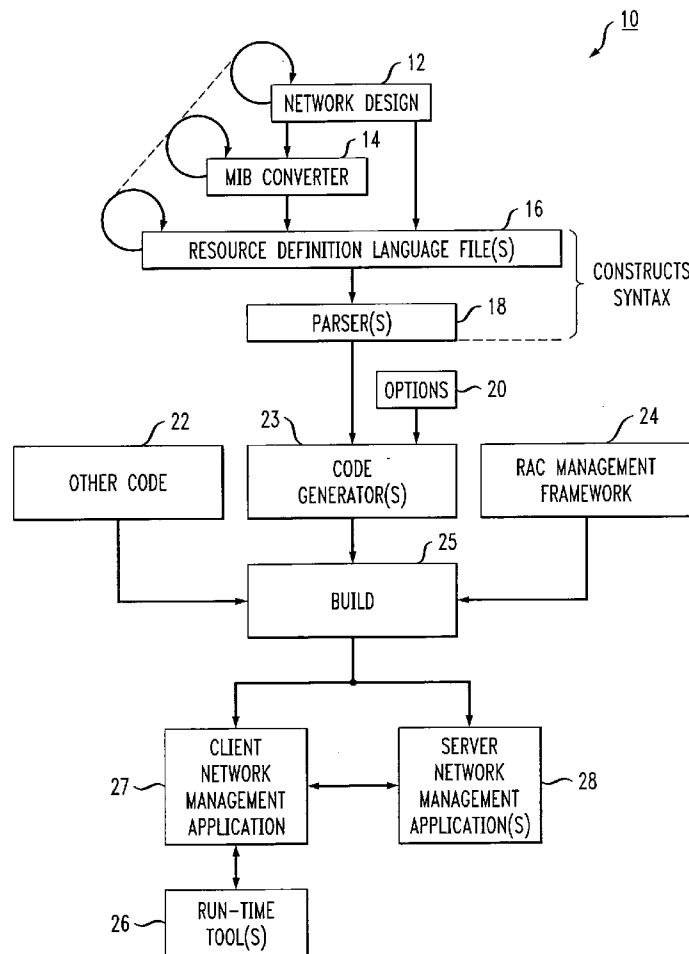 10
12
NETWORK DESIGN
14
MIB CONVERTER
16
RESOURCE DEFINITION LANGUAGE FILE(S)
CONSTRUCTS
SYNTAX
18
PARSER(S)
OPTIONS
20
22
23
24
OTHER CODE
CODE
GENERATOR(S)
RAC MANAGEMENT
FRAMEWORK
25
BUILD
CLIENT
NETWORK
MANAGEMENT
APPLICATION
27
SERVER
NETWORK
MANAGEMENT
APPLICATION(S)
28
RUN-TIME
TOOL(S)
26